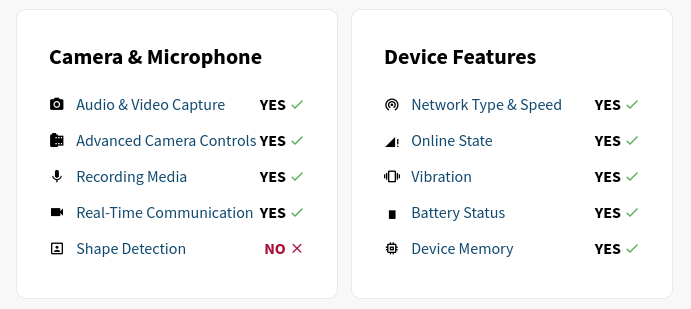 Camera & Microphone
Audio & Video Capture YES
Advanced Camera Controls YES
Recording Media YES
Real-Time Communication YES
Shape Detection NO
Device Features
Network Type & Speed YES
Online State YES
Vibration YES
Battery Status YES
Device Memory YES